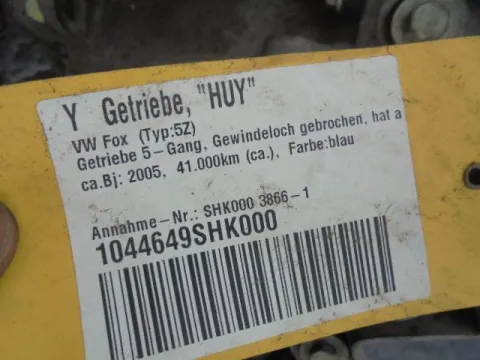 Y Getriebe, "HUY"
VW Fox (Typ:5Z)
Getriebe 5-Gang, Gewindeloch gebrochen, hat a
ca.Bj: 2005, 41.000km (ca.), Farbe:blau
Annahme-Nr.: SHK000 3866-1
1044649SHK000